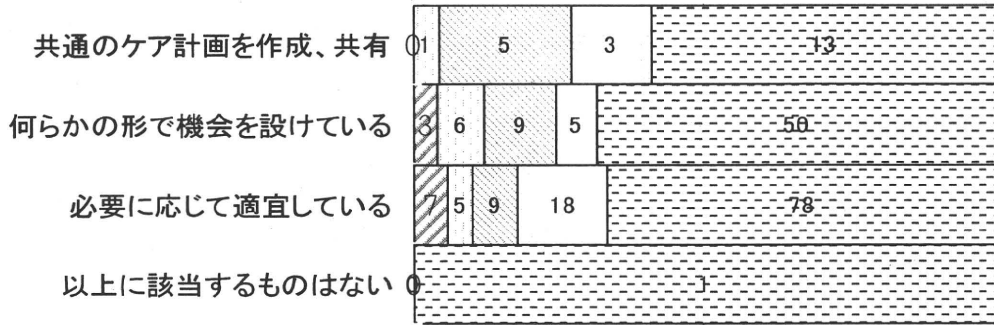 共通のケア計画を作成、共有 0 1 5 3 13
何らかの形で機会を設けている 3 6 9 5 50
必要に応じて適宜している 7 5 9 18 78
以上に該当するものはない 0 1